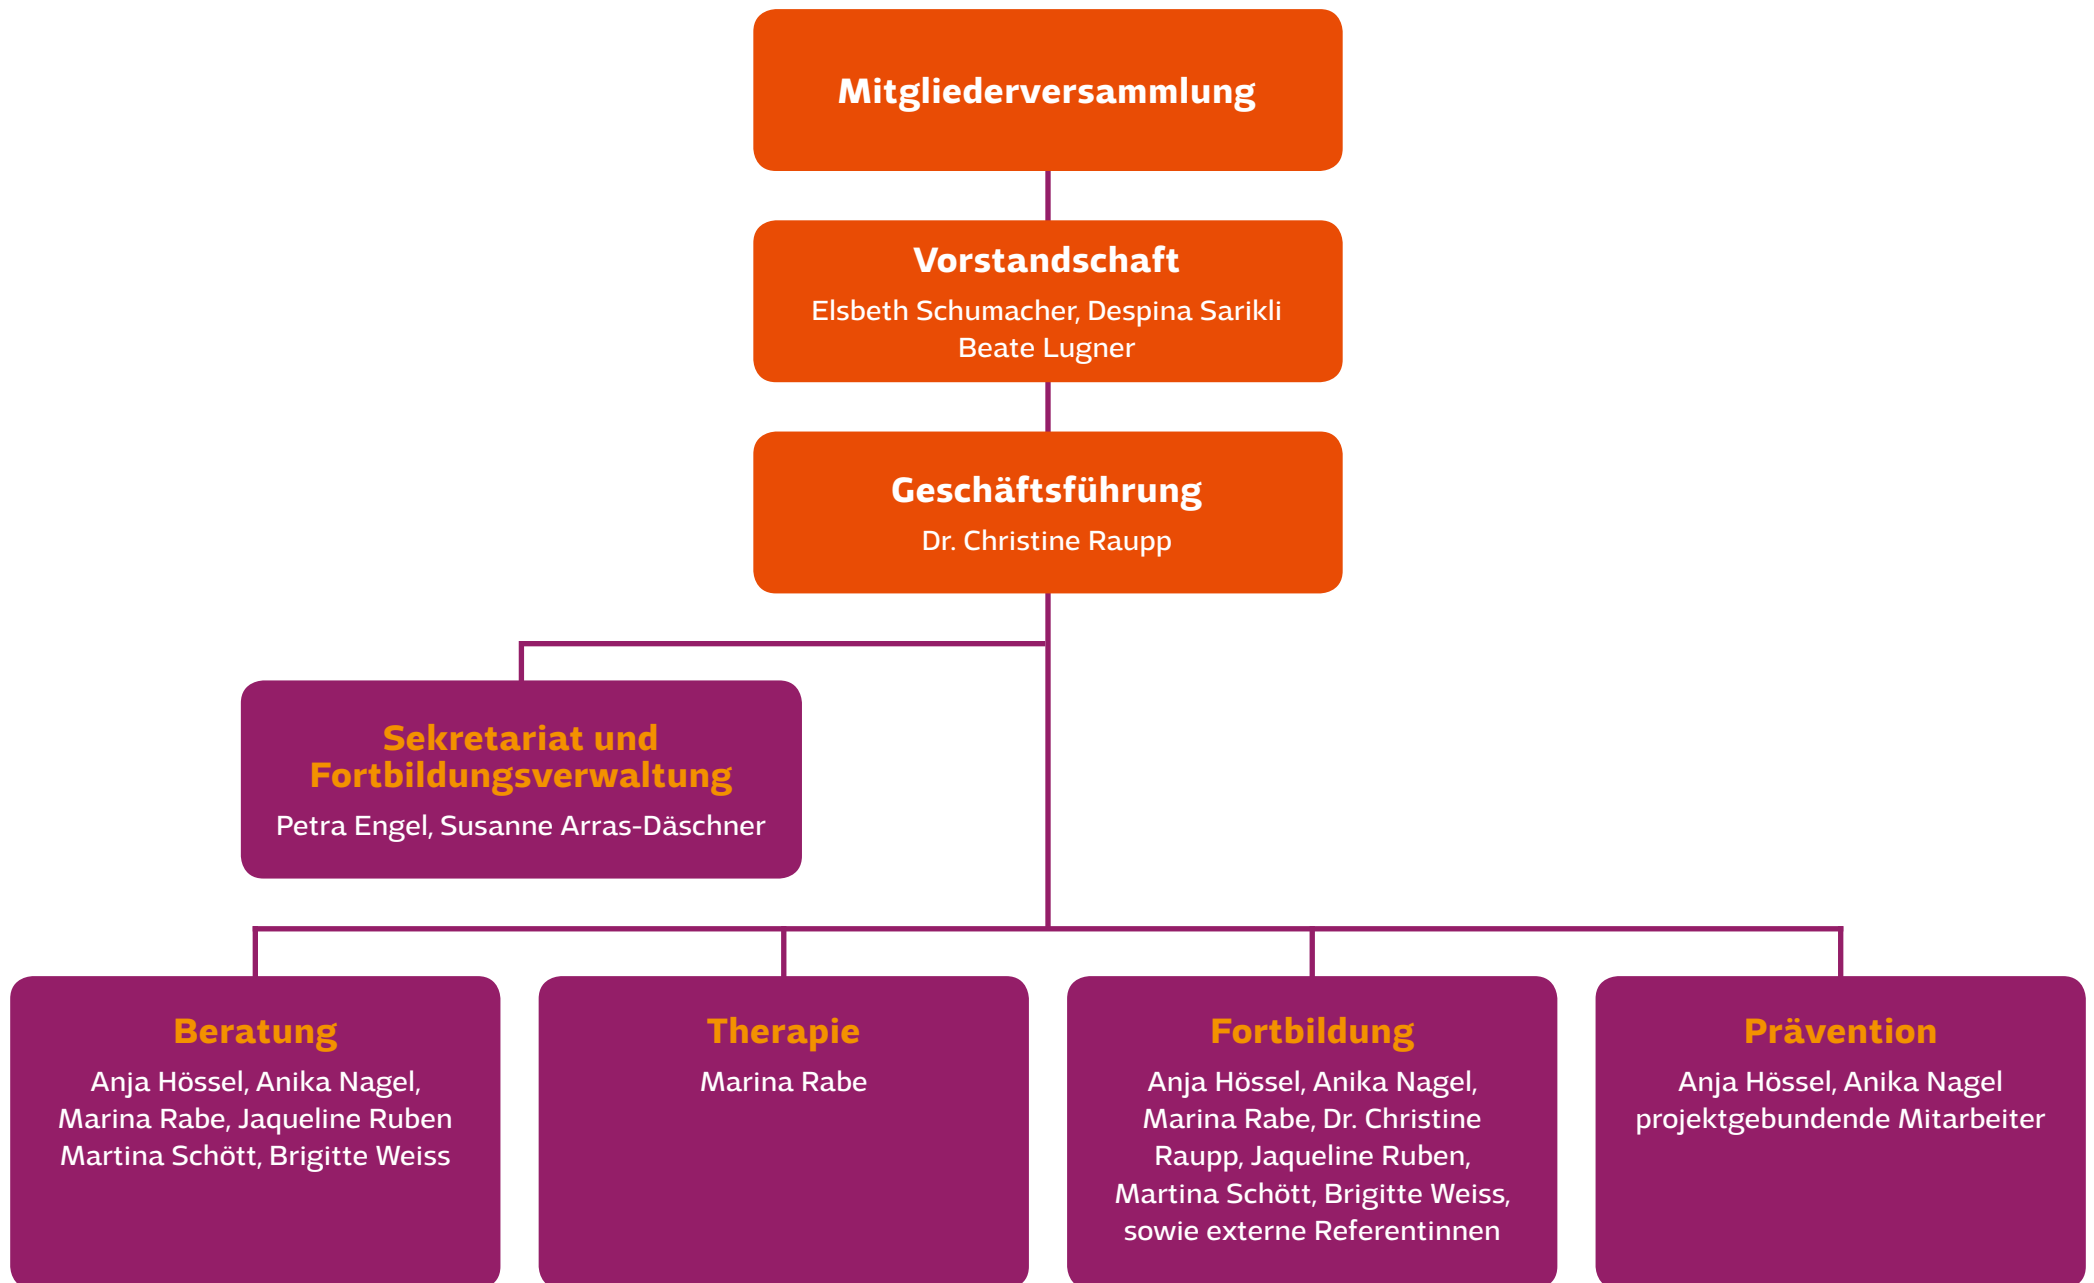 Mitgliederversammlung
Vorstandschaft
Elsbeth Schumacher, Despina Sarikli
Beate Lugner
Geschäftsführung
Dr. Christine Raupp
Sekretariat und
Fortbildungsverwaltung
Petra Engel, Susanne Arras-Däschner
Beratung
Anja Hössel, Anika Nagel,
Marina Rabe, Jaqueline Ruben
Martina Schött, Brigitte Weiss
Therapie
Marina Rabe
Fortbildung
Anja Hössel, Anika Nagel,
Marina Rabe, Dr. Christine
Raupp, Jaqueline Ruben,
Martina Schött, Brigitte Weiss,
sowie externe Referentinnen
Prävention
Anja Hössel, Anika Nagel
projektgebundende Mitarbeiter